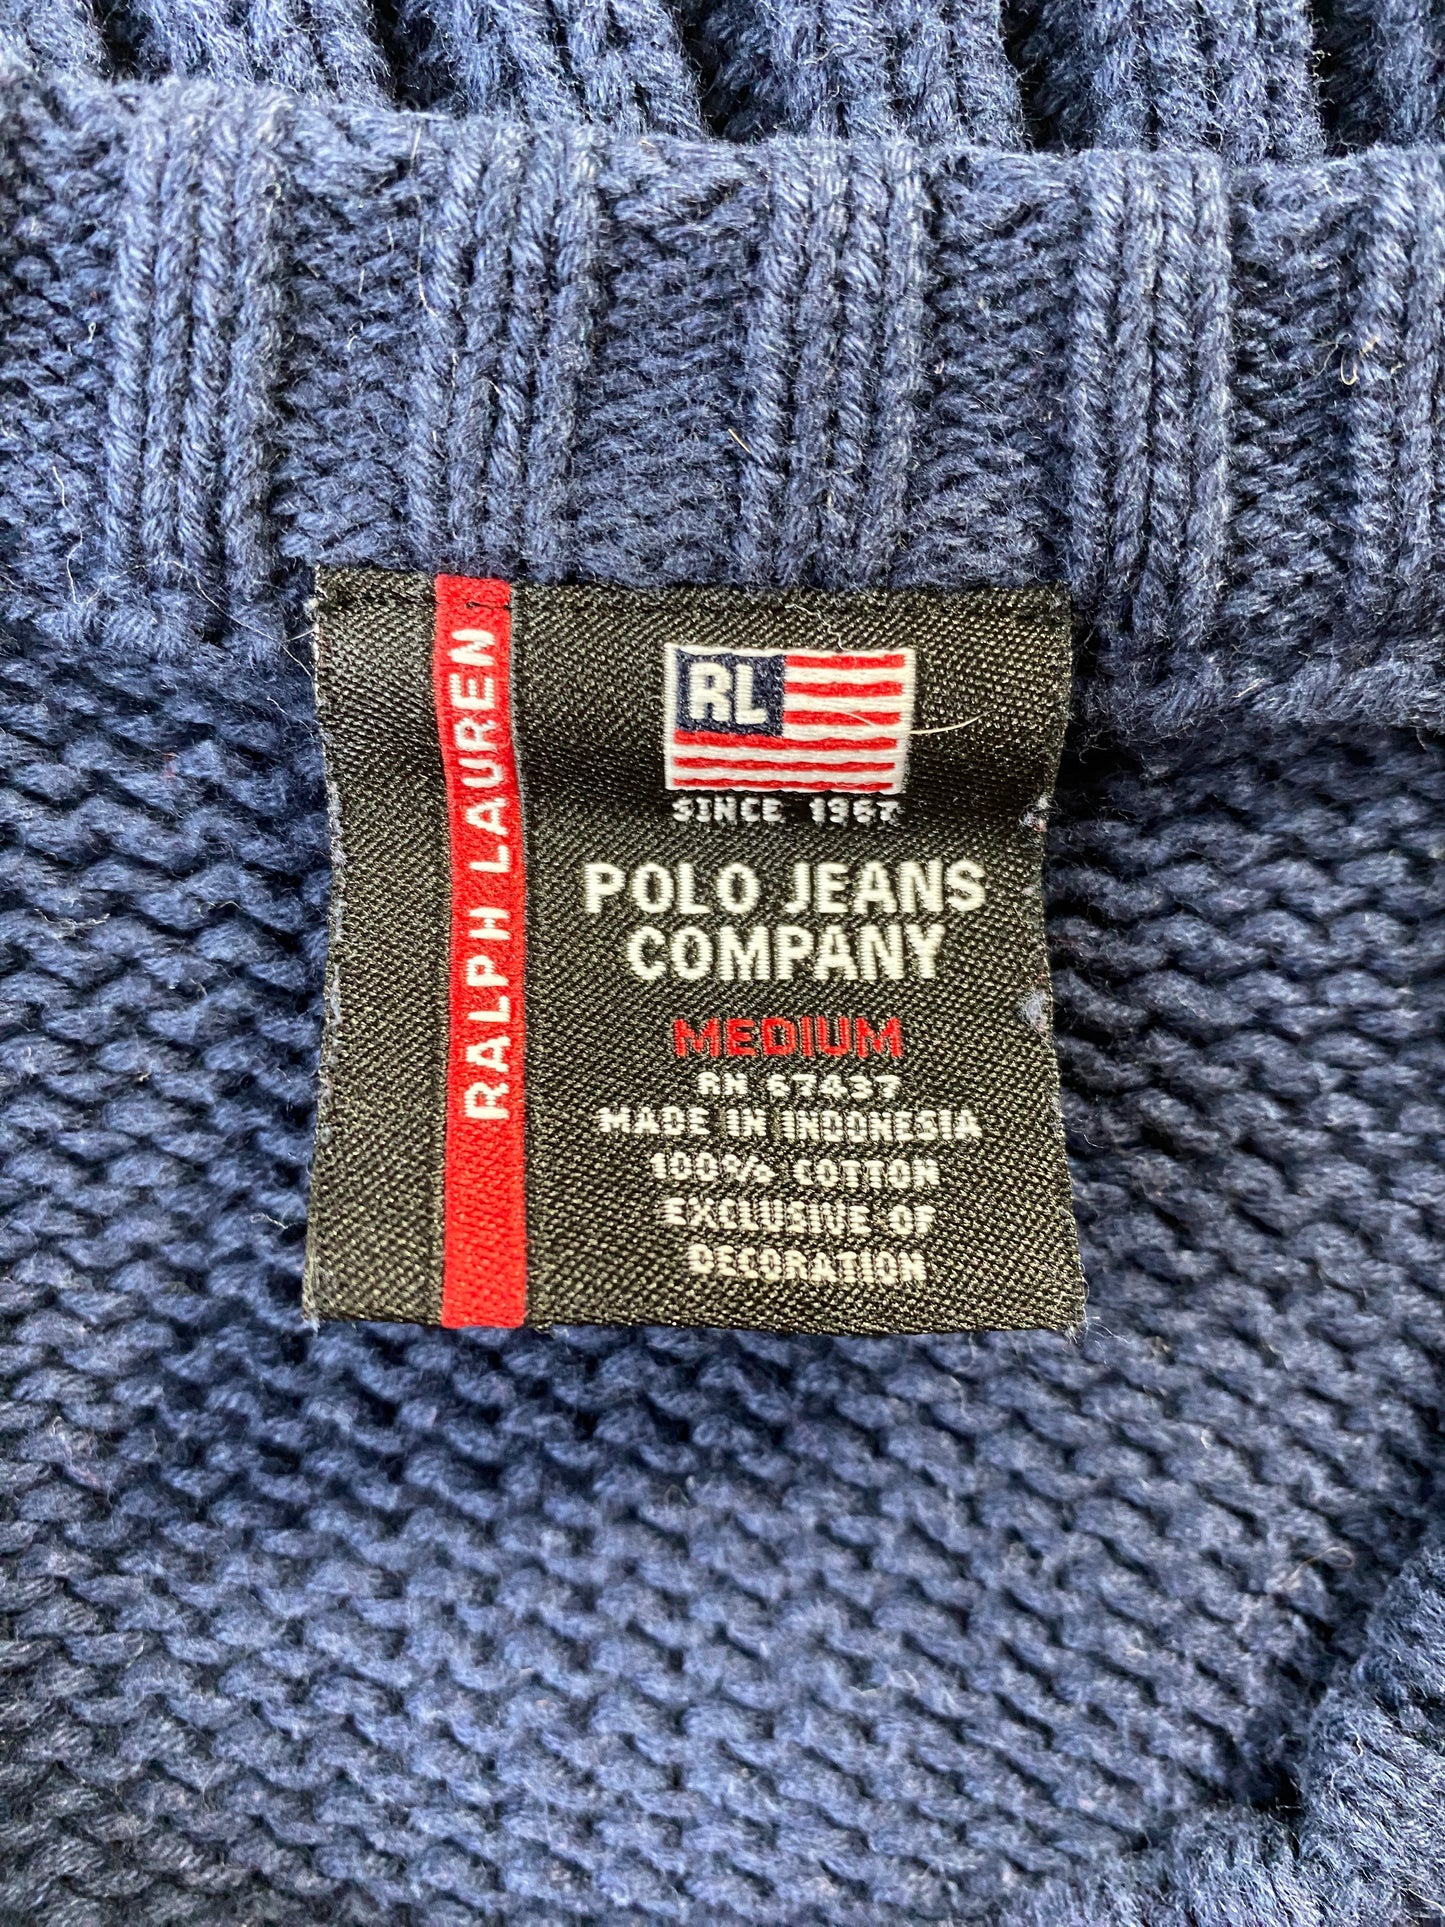 RALPH LAUREN
RL
SINCE 1967
POLO JEANS
COMPANY
MEDIUM
RN 67437
MADE IN INDONESIA
100% COTTON
EXCLUSIVE OF
DECORATION